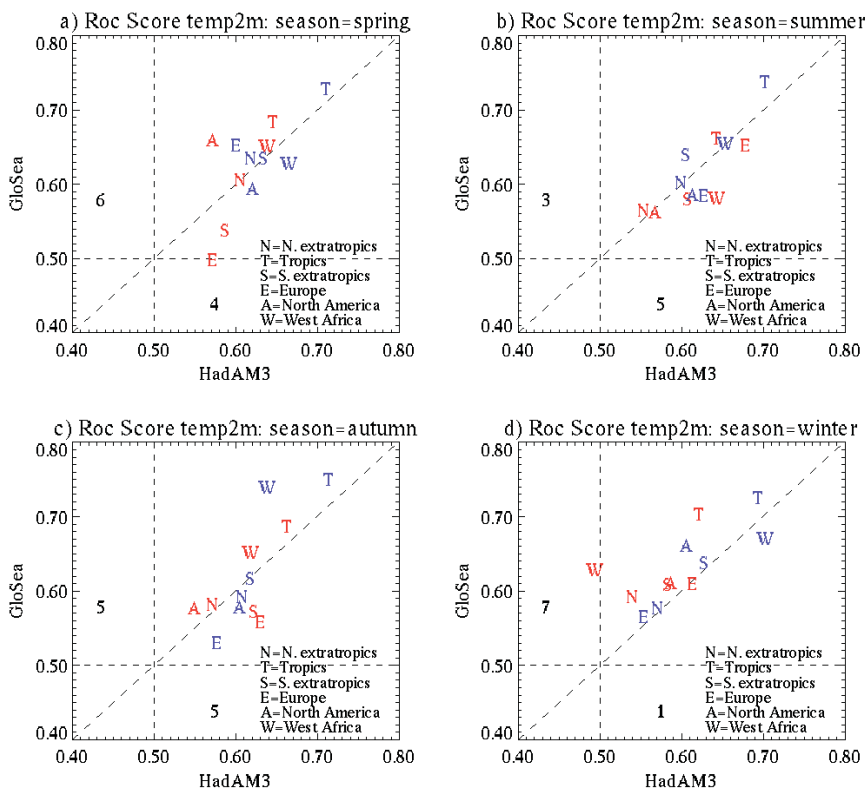 a) Roc Score temp2m: season=spring
0.80
0.70
0.60
0.50
0.40
GloSea
A
E
T
T
W
N
S
W
N
A
S
E
6
4
N=N. extratropics
T=Tropics
S=S. extratropics
E=Europe
A=North America
W=West Africa
0.40 0.50 0.60 0.70 0.80
HadAM3
b) Roc Score temp2m: season=summer
0.80
0.70
0.60
0.50
0.40
GloSea
T
T
W
E
S
N
A
E
S
W
N
A
3
5
N=N. extratropics
T=Tropics
S=S. extratropics
E=Europe
A=North America
W=West Africa
0.40 0.50 0.60 0.70 0.80
HadAM3
c) Roc Score temp2m: season=autumn
0.80
0.70
0.60
0.50
0.40
GloSea
W
T
T
W
S
N
A
N
A
S
E
E
5
5
N=N. extratropics
T=Tropics
S=S. extratropics
E=Europe
A=North America
W=West Africa
0.40 0.50 0.60 0.70 0.80
HadAM3
d) Roc Score temp2m: season=winter
0.80
0.70
0.60
0.50
0.40
GloSea
T
T
W
A
S
W
N
S
A
E
N
E
7
1
N=N. extratropics
T=Tropics
S=S. extratropics
E=Europe
A=North America
W=West Africa
0.40 0.50 0.60 0.70 0.80
HadAM3